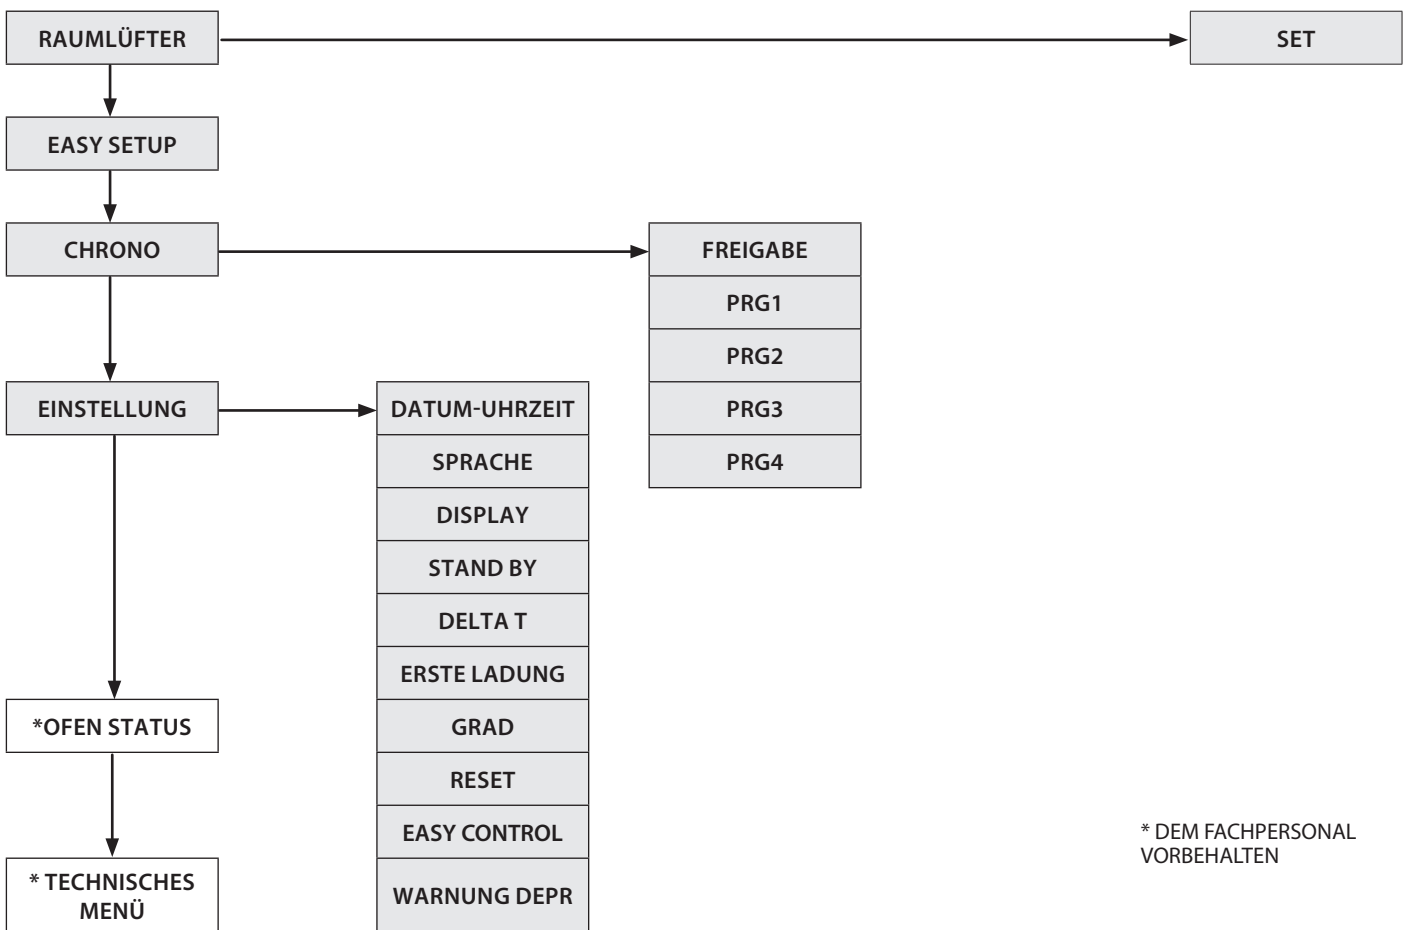 RAUMLÜFTER
SET
EASY SETUP
CHRONO
FREIGABE
PRG1
PRG2
PRG3
PRG4
EINSTELLUNG
DATUM-UHRZEIT
SPRACHE
DISPLAY
STAND BY
DELTA T
ERSTE LADUNG
GRAD
RESET
EASY CONTROL
WARNUNG DEPR
*OFEN STATUS
* TECHNISCHES
MENÜ
* DEM FACHPERSONAL
VORBEHALTEN